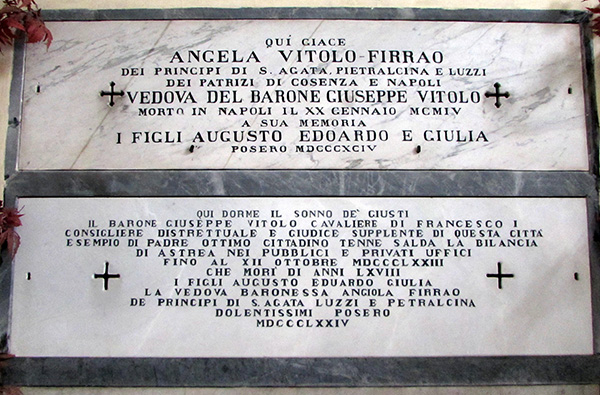 QUÍ GIACE
ANGELA VITOLO-FIRRAO
DEI PRINCIPI DI S. AGATA, PIETRALCINA E LUZZI
DEI PATRIZI DI COSENZA E NAPOLI
VEDOVA DEL BARONE GIUSEPPE VITOLO
MORTO IN NAPOLI IL XX GENNAIO MCMIV
A SUA MEMORIA
I FIGLI AUGUSTO EDOARDO E GIULIA
POSERO MDCCCXCIV
QUI DORME IL SONNO DE' GIUSTI
IL BARONE GIUSEPPE VITOLO CAVALIERE DI FRANCESCO I
CONSIGLIERE DISTRETTUALE E GIUDICE SUPPLENTE DI QUESTA CITTÁ
ESEMPIO DI PADRE OTTIMO CITTADINO TENNE SALDA LA BILANCIA
DI ASTREA NEI PUBBLICI E PRIVATI UFFICI
FINO AL XII OTTOBRE MDCCCLXXIII
CHE MORÌ DI ANNI LXVIII
I FIGLI AUGUSTO EDUARDO GIULIA
LA VEDOVA BARONESSA ANGIOLA FIRRAO
DE PRINCIPI DI S. AGATA LUZZI E PETRALCINA
DOLENTISSIMI POSERO
MDCCCLXXIV